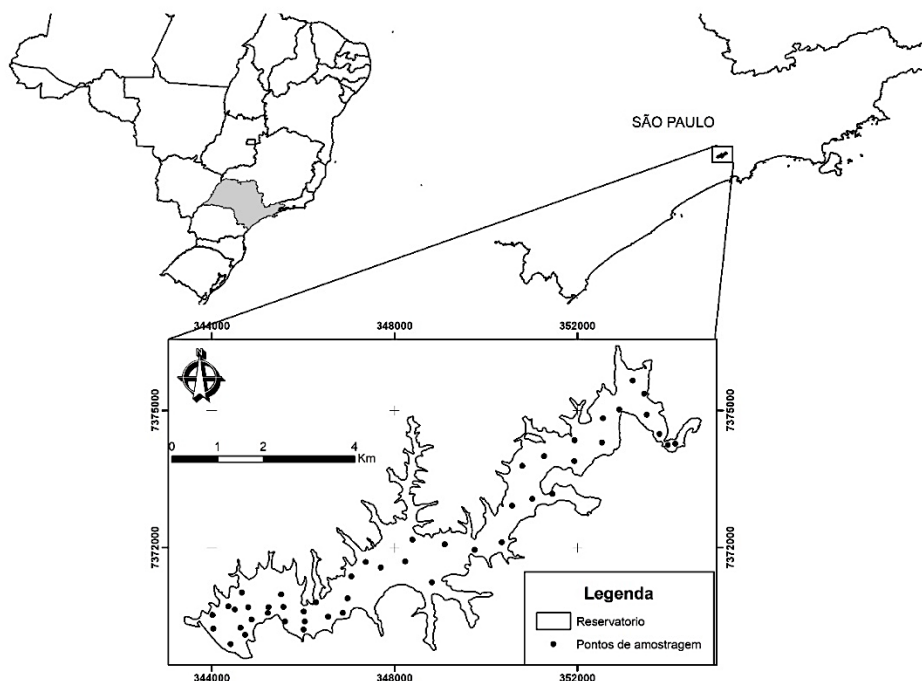 SÃO PAULO
344000 348000 352000
N
7375000 7375000
0 1 2 4
Km
7372000 7372000
Legenda
Reservatorio
Pontos de amostragem
344000 348000 352000